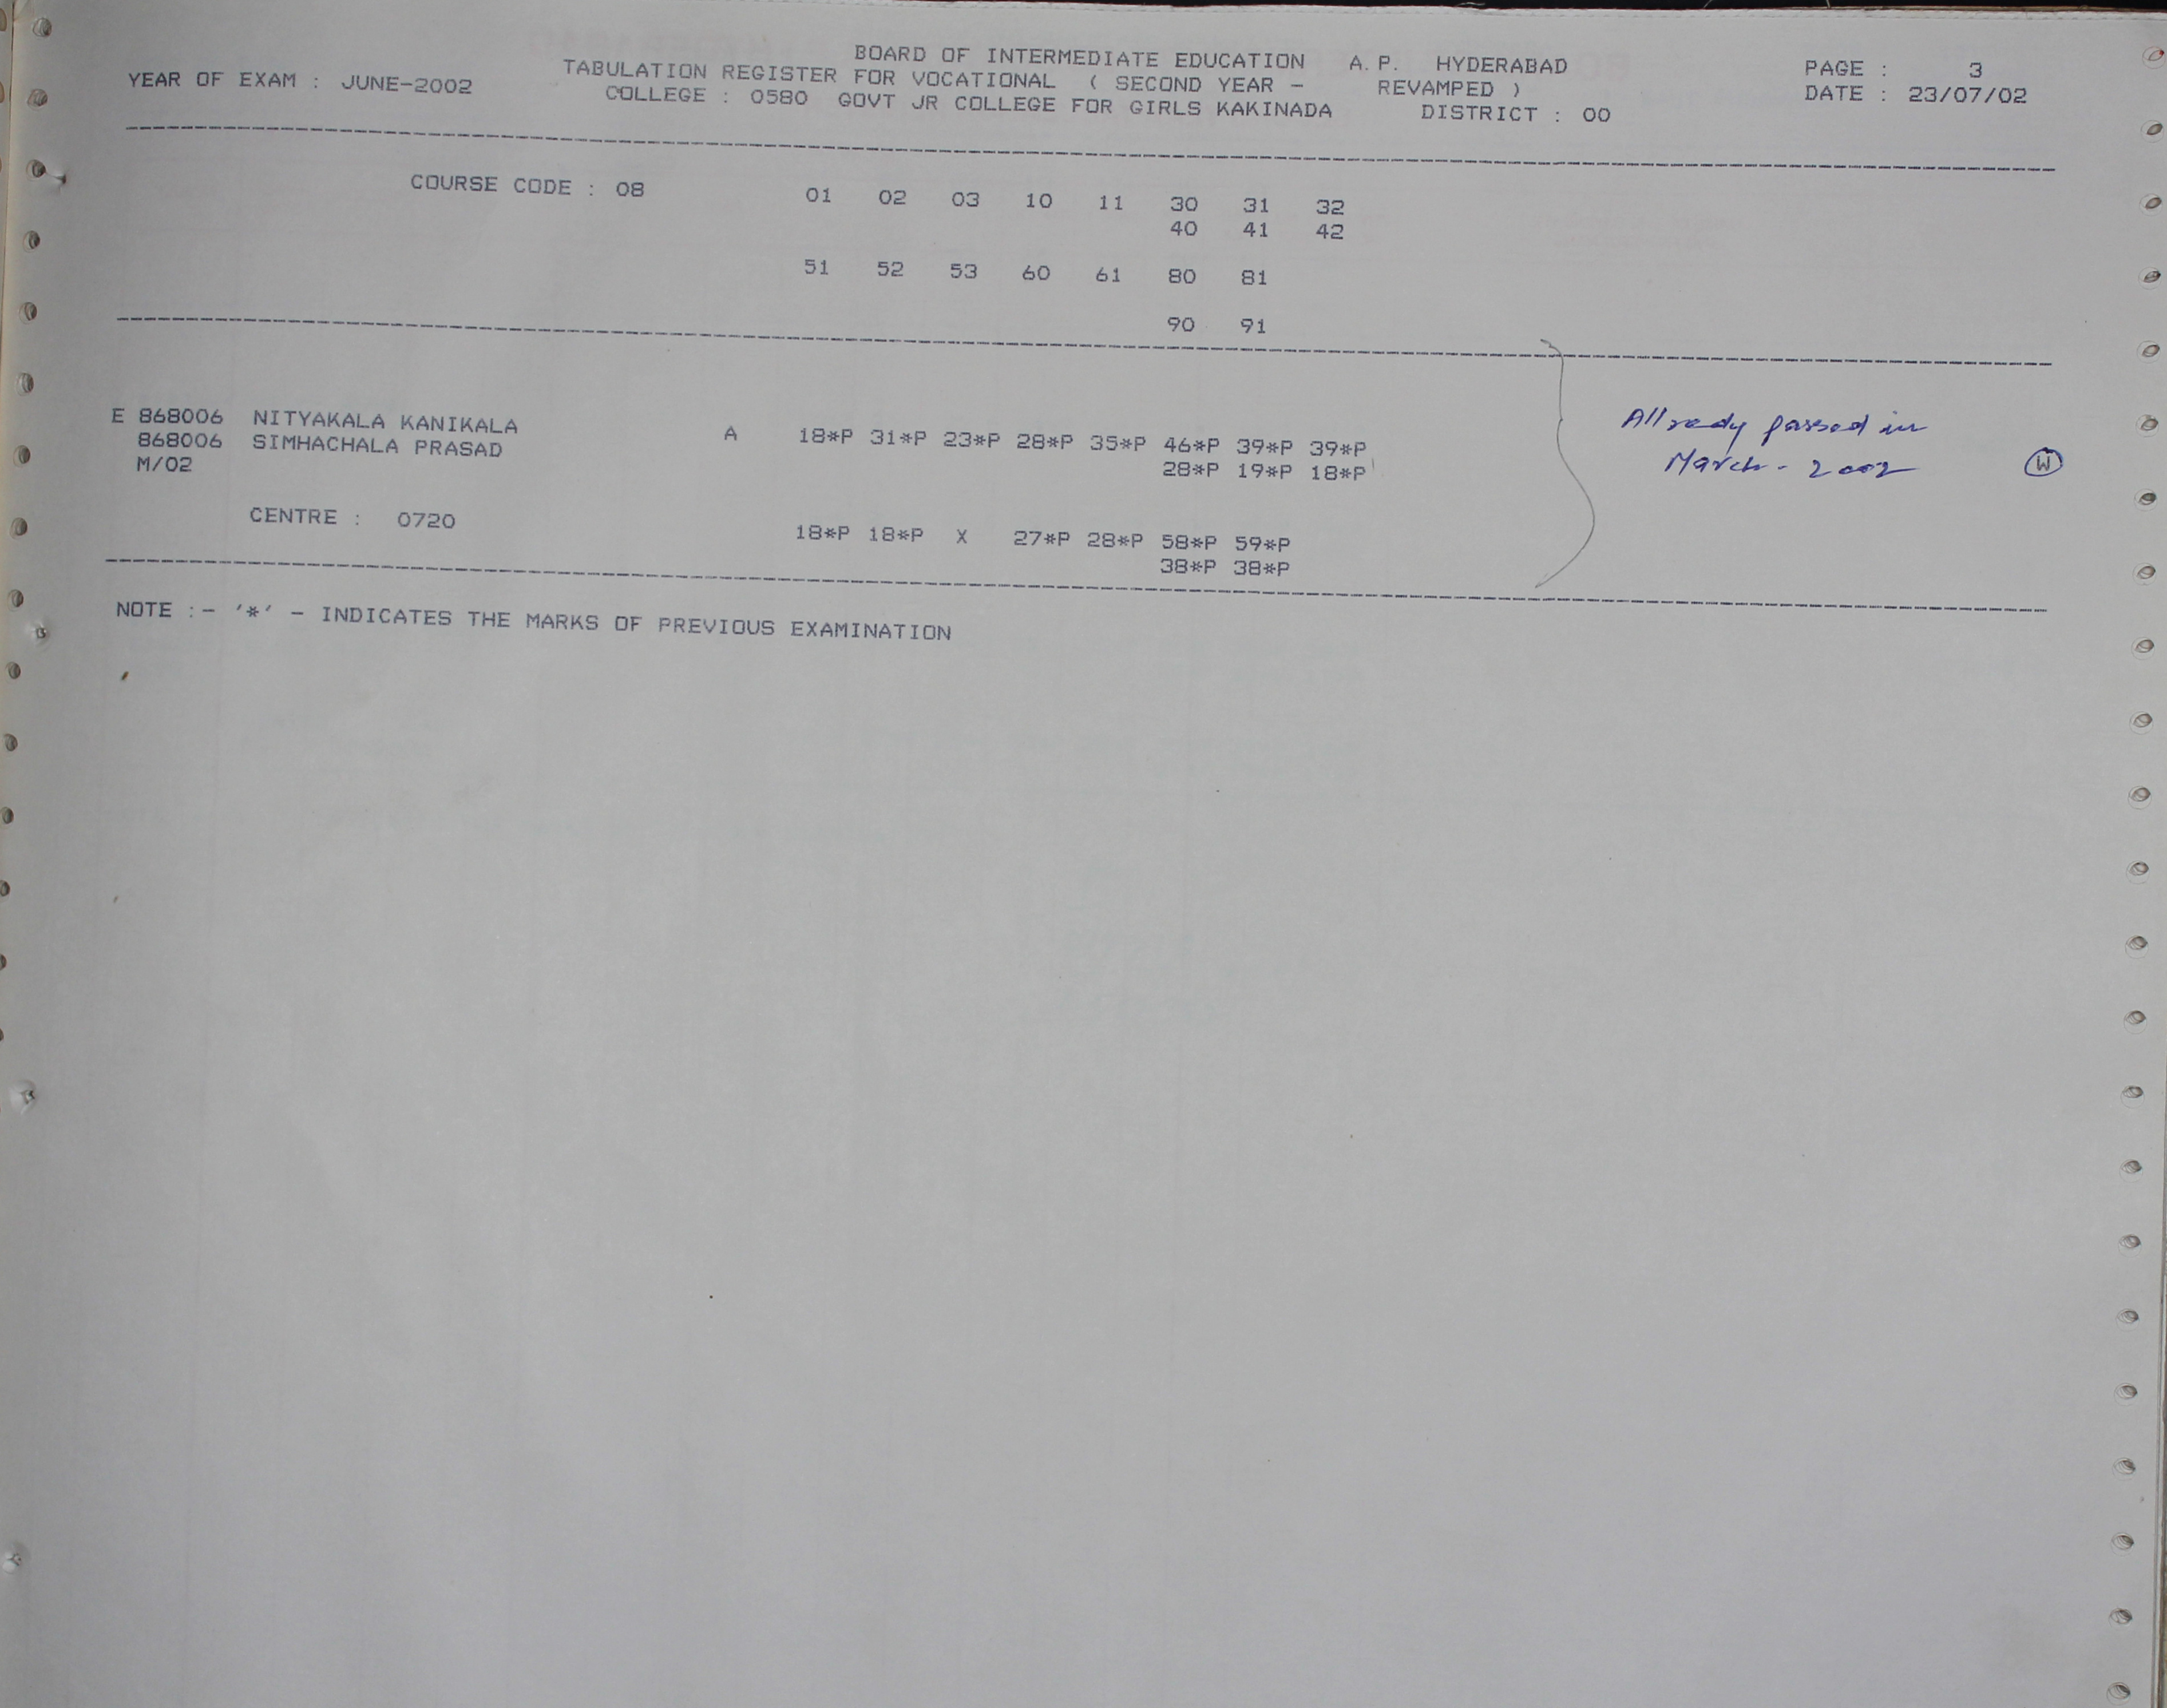 BOARD OF INTERMEDIATE EDUCATION A.P. HYDERABAD
YEAR OF EXAM : JUNE-2002 TABULATION REGISTER FOR VOCATIONAL ( SECOND YEAR - REVAMPED ) PAGE : 3
COLLEGE : 0580 GOVT JR COLLEGE FOR GIRLS KAKINADA DISTRICT : 00 DATE : 23/07/02
COURSE CODE : 08 01 02 03 10 11 30 31 32
40 41 42
51 52 53 60 61 80 81
90 91
E 868006 NITYAKALA KANIKALA A 18*P 31*P 23*P 28*P 35*P 46*P 39*P 39*P
868006 SIMHACHALA PRASAD 28*P 19*P 18*P
M/02
Allready passed in
March - 2002 W
CENTRE : 0720 18*P 18*P X 27*P 28*P 58*P 59*P
38*P 38*P
NOTE :- '*' - INDICATES THE MARKS OF PREVIOUS EXAMINATION